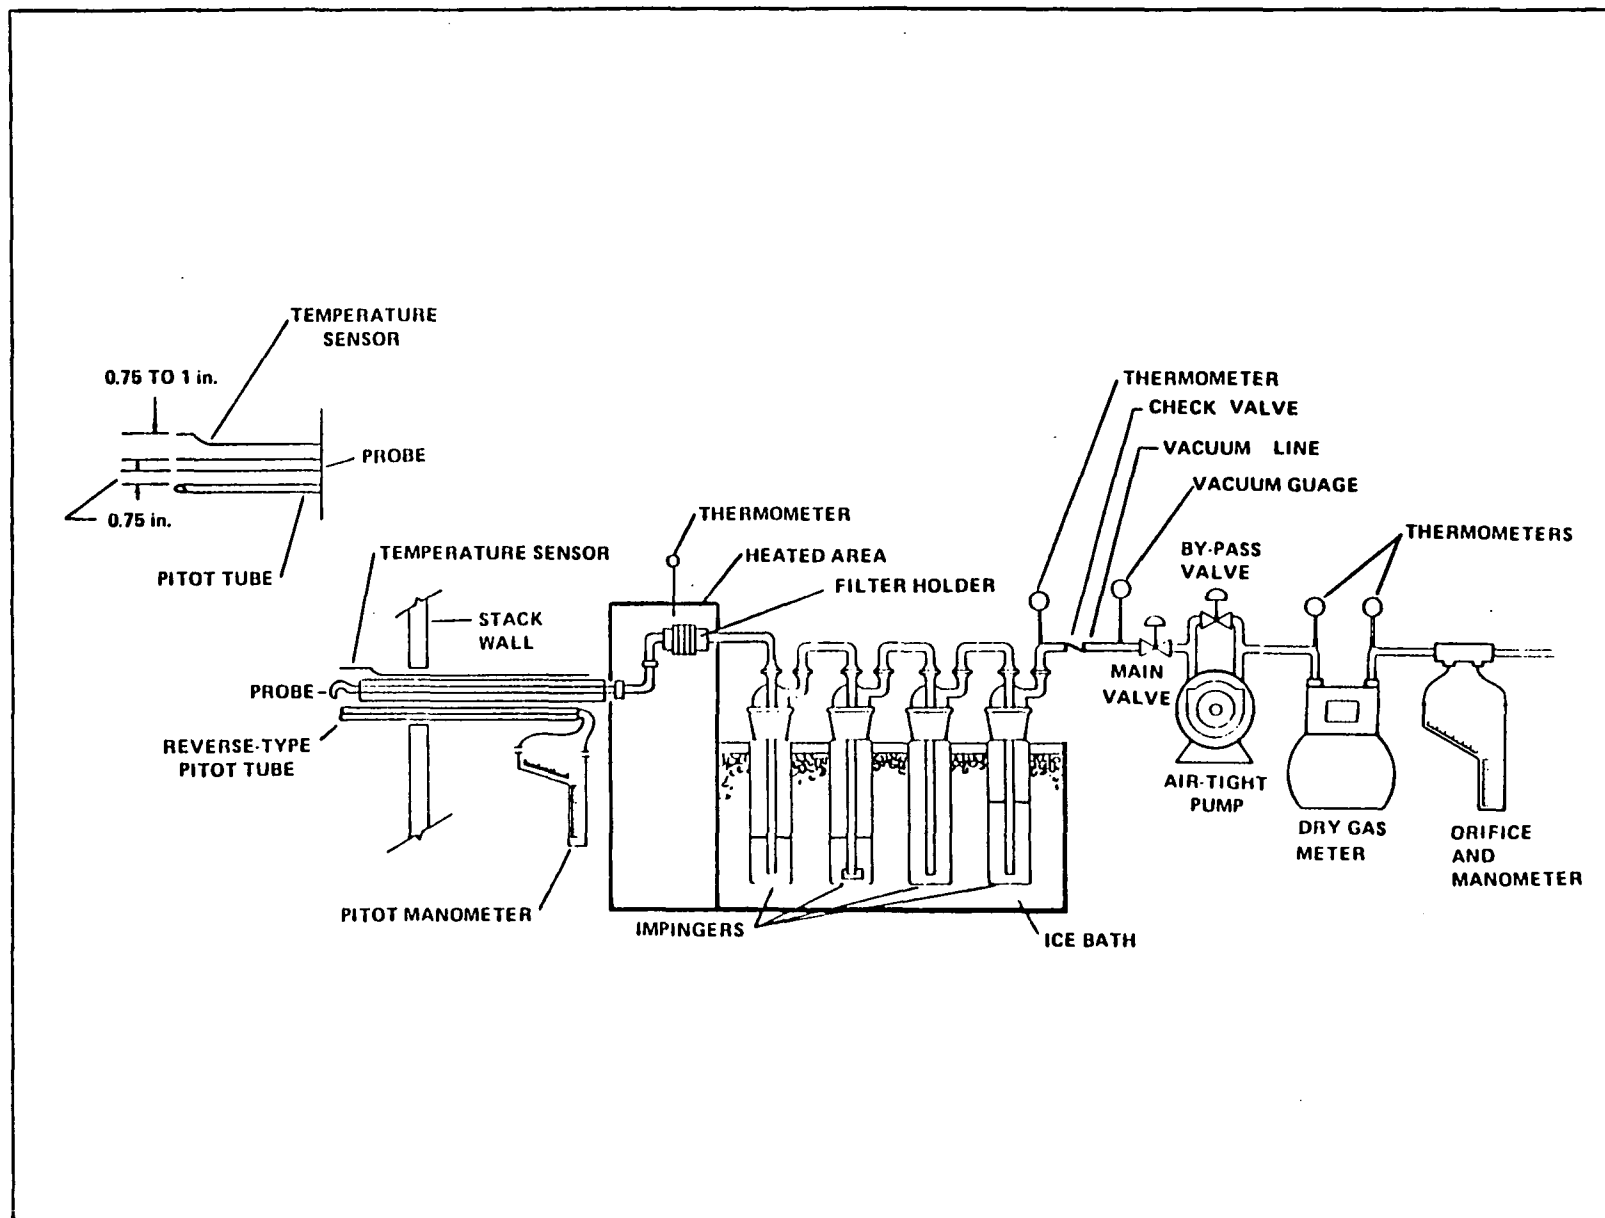 TEMPERATURE
SENSOR
0.75 TO 1 in.
PROBE
0.75 in.
PITOT TUBE
TEMPERATURE SENSOR
STACK
WALL
PROBE
REVERSE-TYPE
PITOT TUBE
PITOT MANOMETER
THERMOMETER
HEATED AREA
FILTER HOLDER
IMPINGERS
ICE BATH
THERMOMETER
CHECK VALVE
VACUUM LINE
VACUUM GUAGE
BY-PASS
VALVE
THERMOMETERS
MAIN
VALVE
AIR-TIGHT
PUMP
DRY GAS
METER
ORIFICE
AND
MANOMETER